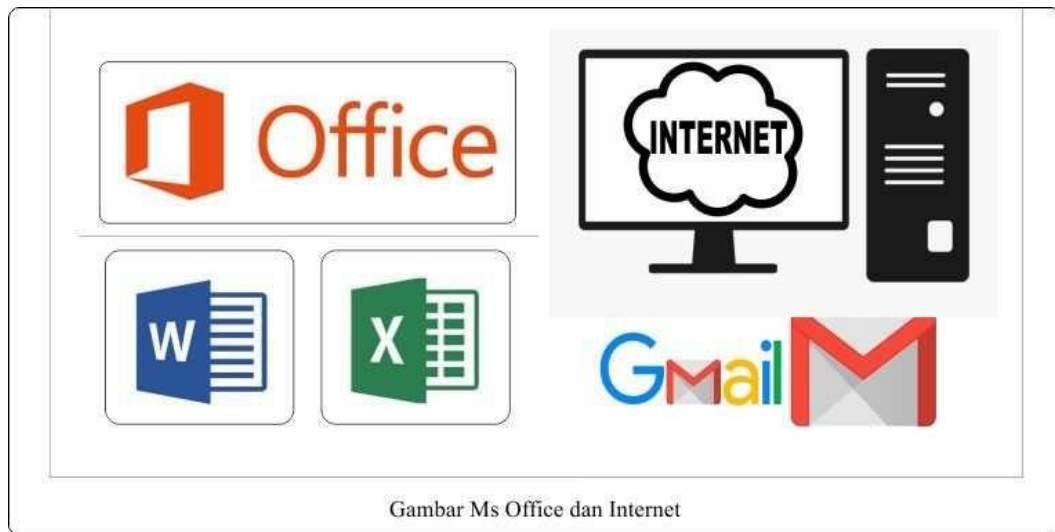 Office
INTERNET
W
X
Gmail
Gambar Ms Office dan Internet